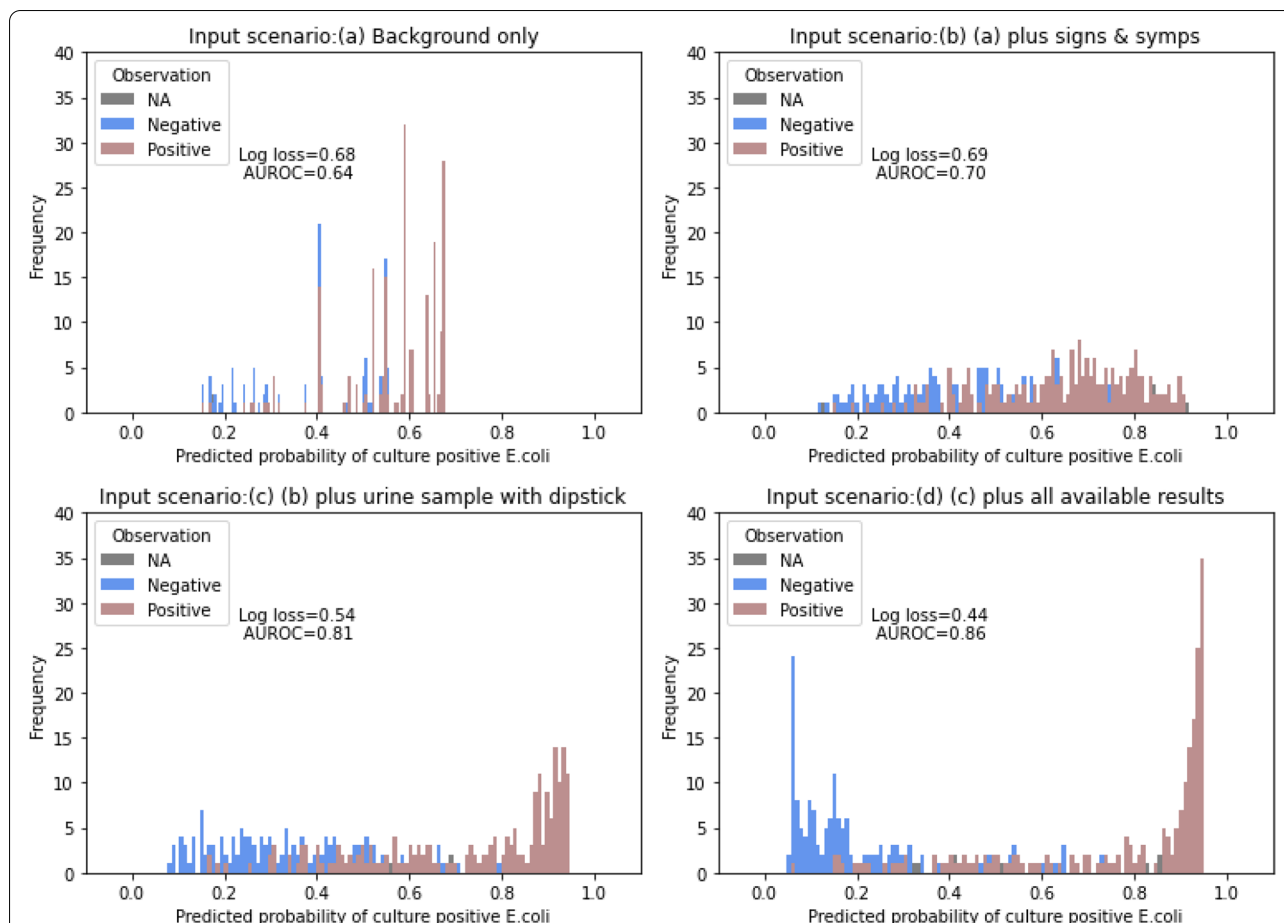 Input scenario:(a) Background only
40
35
30
25
20
15
10
5
0
Frequency
Observation
NA
Negative
Positive
Log loss=0.68
AUROC=0.64
0.0 0.2 0.4 0.6 0.8 1.0
Predicted probability of culture positive E.coli
Input scenario:(b) (a) plus signs & symps
40
35
30
25
20
15
10
5
0
Frequency
Observation
NA
Negative
Positive
Log loss=0.69
AUROC=0.70
0.0 0.2 0.4 0.6 0.8 1.0
Predicted probability of culture positive E.coli
Input scenario:(c) (b) plus urine sample with dipstick
40
35
30
25
20
15
10
5
0
Frequency
Observation
NA
Negative
Positive
Log loss=0.54
AUROC=0.81
0.0 0.2 0.4 0.6 0.8 1.0
Predicted probability of culture positive E.coli
Input scenario:(d) (c) plus all available results
40
35
30
25
20
15
10
5
0
Frequency
Observation
NA
Negative
Positive
Log loss=0.44
AUROC=0.86
0.0 0.2 0.4 0.6 0.8 1.0
Predicted probability of culture positive E.coli